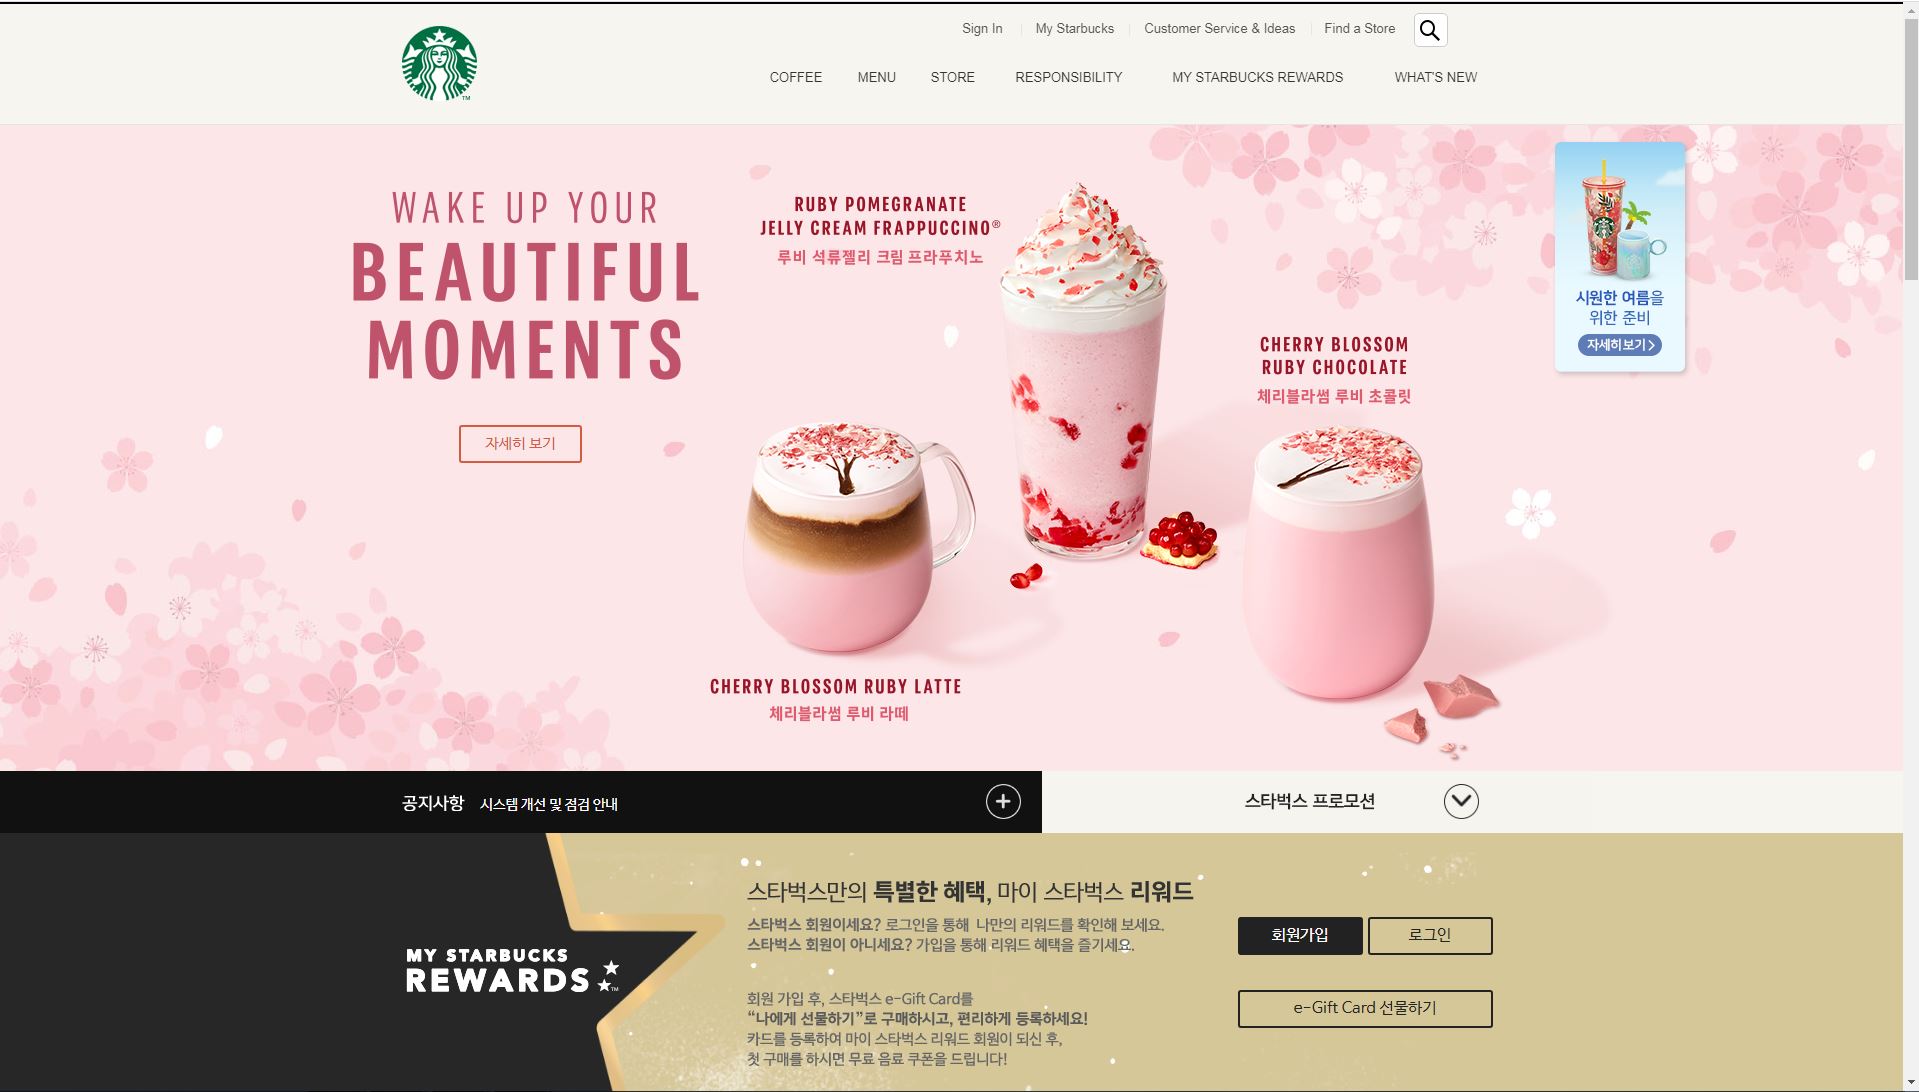 Sign In
My Starbucks
Customer Service & Ideas
Find a Store
COFFEE
MENU
STORE
RESPONSIBILITY
MY STARBUCKS REWARDS
WHAT'S NEW
TM
WAKE UP YOUR
BEAUTIFUL
MOMENTS
자세히 보기
RUBY POMEGRANATE
JELLY CREAM FRAPPUCCINO®
루비 석류젤리 크림 프라푸치노
CHERRY BLOSSOM
RUBY CHOCOLATE
체리블라썸 루비 초콜릿
CHERRY BLOSSOM RUBY LATTE
체리블라썸 루비 라떼
시원한 여름을
위한 준비
자세히보기
공지사항 시스템 개선 및 점검 안내
스타벅스 프로모션
MY STARBUCKS
REWARDS TM
스타벅스만의 특별한 혜택, 마이 스타벅스 리워드
스타벅스 회원이세요? 로그인을 통해 나만의 리워드를 확인해 보세요.
스타벅스 회원이 아니세요? 가입을 통해 리워드 혜택을 즐기세요.
회원가입
로그인
회원 가입 후, 스타벅스 e-Gift Card를
“나에게 선물하기”로 구매하시고, 편리하게 등록하세요!
카드를 등록하여 마이 스타벅스 리워드 회원이 되신 후,
첫 구매를 하시면 무료 음료 쿠폰을 드립니다!
e-Gift Card 선물하기